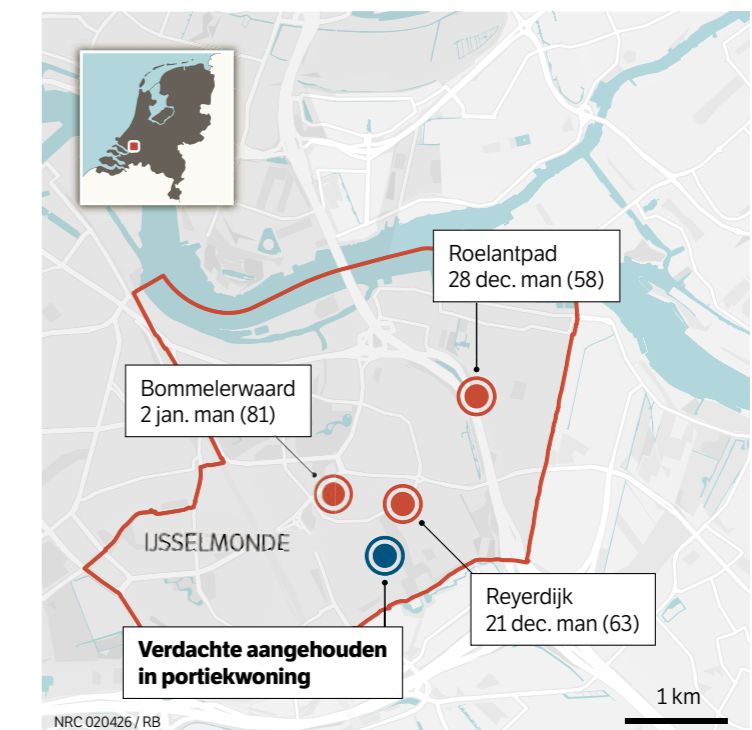 Roelantpad
28 dec. man (58)
Bommelerwaard
2 jan. man (81)
IJSSELMONDE
Reyerdijk
21 dec. man (63)
Verdachte aangehouden
in portiekwoning
1 km
NRC 020426 / RB